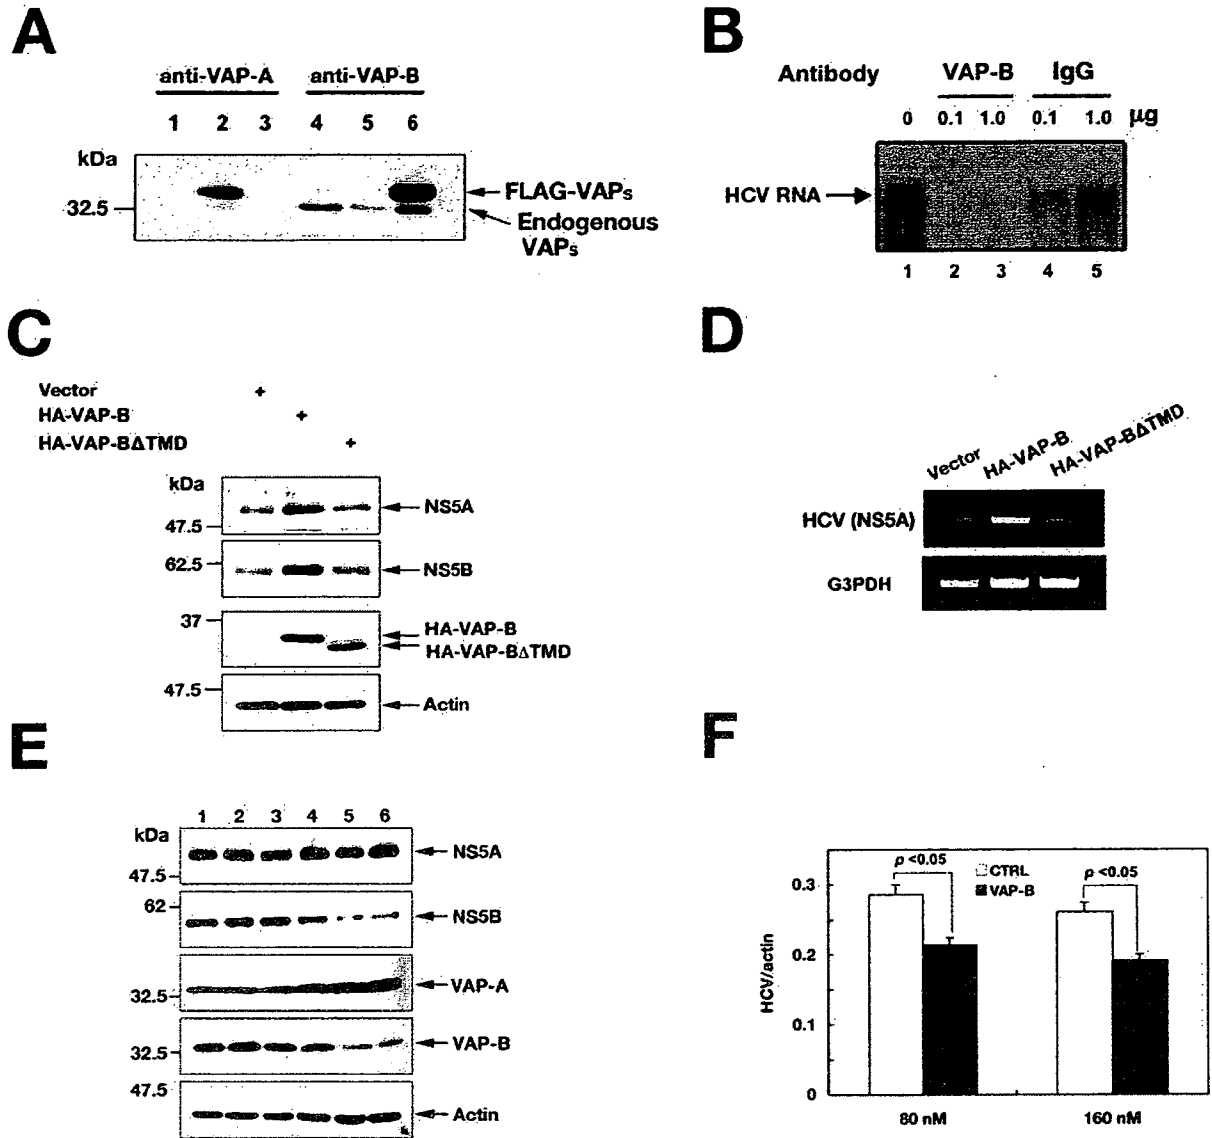 A
anti-VAP-A anti-VAP-B
1 2 3 4 5 6
kDa
32.5
FLAG-VAPs
Endogenous
VAPs
B
Antibody VAP-B IgG
0 0.1 1.0 0.1 1.0 μg
HCV RNA
1 2 3 4 5
C
Vector +
HA-VAP-B +
HA-VAP-BΔTMD +
kDa
47.5
NS5A
62.5
NS5B
37
HA-VAP-B
HA-VAP-BΔTMD
47.5
Actin
D
Vector HA-VAP-B HA-VAP-BΔTMD
HCV (NS5A)
G3PDH
E
1 2 3 4 5 6
kDa
47.5
NS5A
62
NS5B
32.5
VAP-A
32.5
VAP-B
47.5
Actin
F
p <0.05
p <0.05
CTRL
VAP-B
HCV/actin
0.3
0.2
0.1
0
80 nM 160 nM